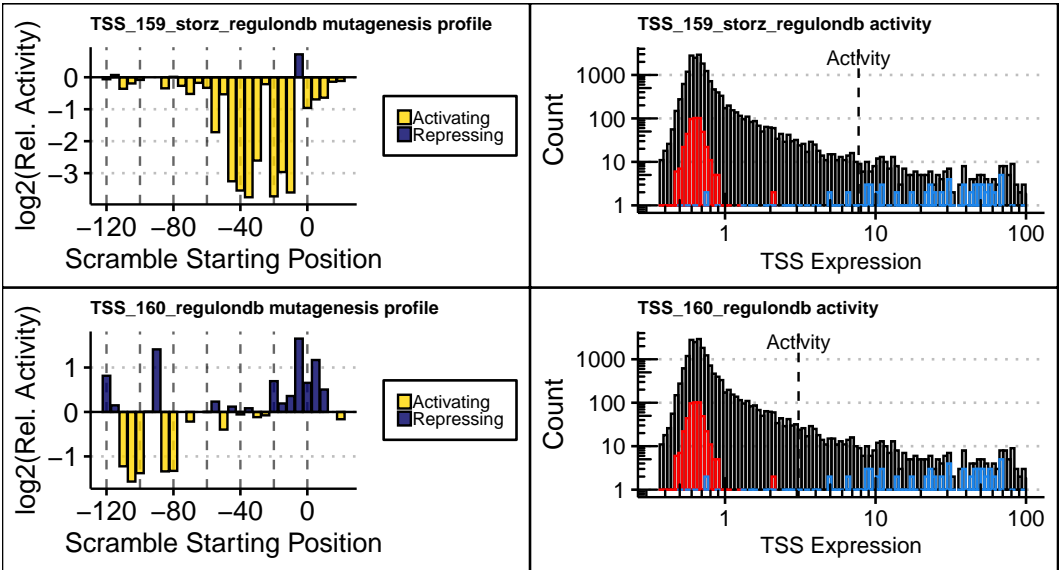 TSS_159_storz_regulondb mutagenesis profile
log2(Rel. Activity)
0
−1
−2
−3
−120 −80 −40 0
Scramble Starting Position
Activating
Repressing
TSS_159_storz_regulondb activity
Activity
Count
1000
100
10
1
1 10 100
TSS Expression
TSS_160_regulondb mutagenesis profile
log2(Rel. Activity)
1
0
−1
−120 −80 −40 0
Scramble Starting Position
Activating
Repressing
TSS_160_regulondb activity
Activity
Count
1000
100
10
1
1 10 100
TSS Expression